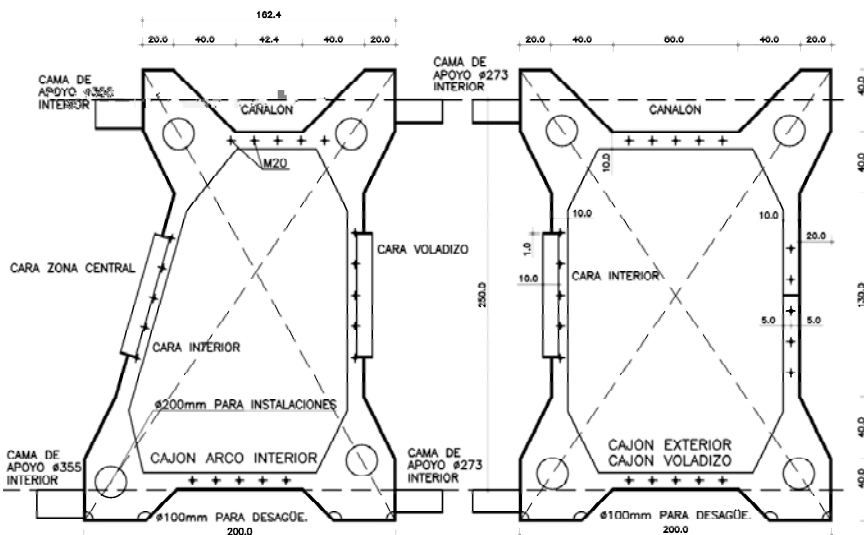 162.4
20.0 40.0 42.4 40.0 20.0
CAMA DE
APOYO ø355
INTERIOR
CANALON
M20
CARA ZONA CENTRAL
CARA VOLADIZO
CARA INTERIOR
ø200mm PARA INSTALACIONES
CAJON ARCO INTERIOR
CAMA DE
APOYO ø355
INTERIOR
ø100mm PARA DESAGÜE.
200.0
CAMA DE
APOYO ø273
INTERIOR
20.0 40.0 80.0 40.0 20.0
CANALON
40.0
40.0
10.0
10.0
10.0
20.0
1.0
10.0
CARA INTERIOR
250.0
130.0
5.0 5.0
CAJON EXTERIOR
CAJON VOLADIZO
CAMA DE
APOYO ø273
INTERIOR
40.0
40.0
ø100mm PARA DESAGÜE.
200.0